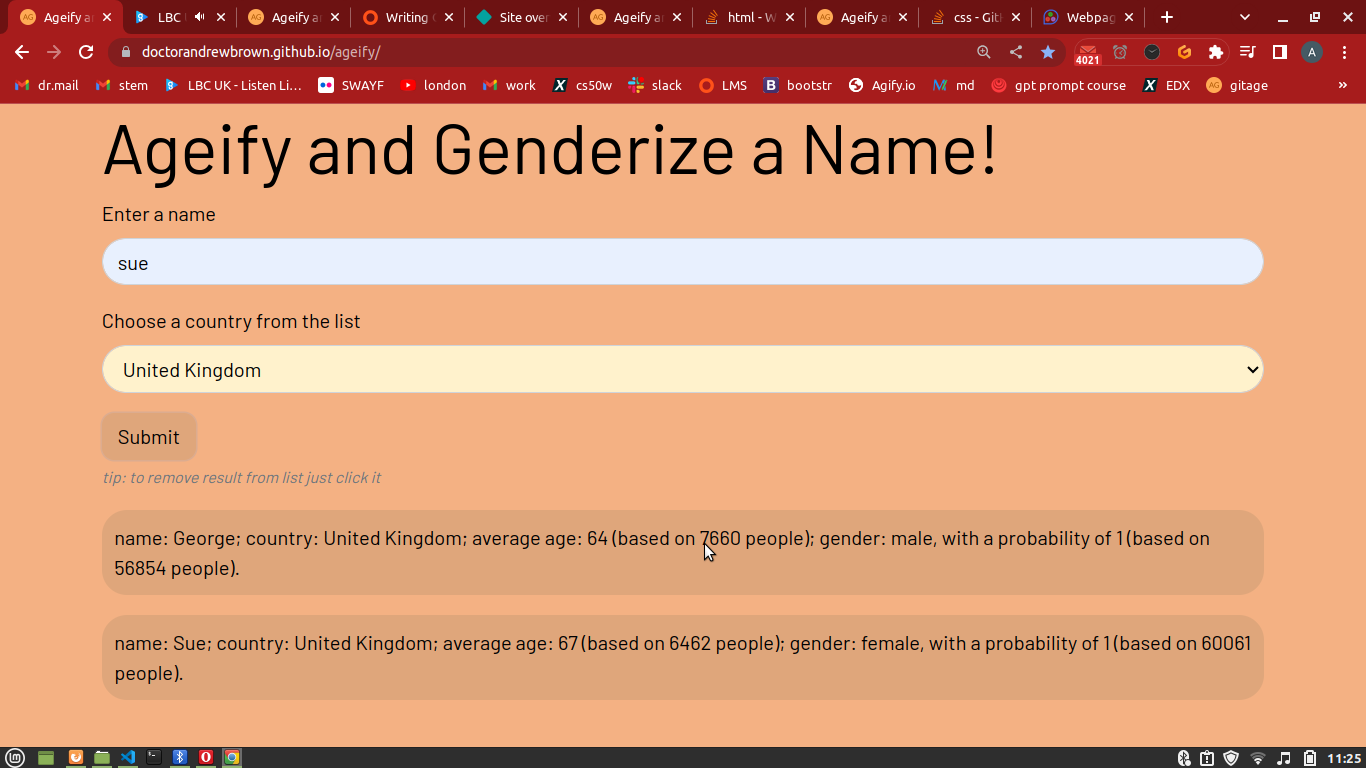 Ageify a
LBC
Ageify a
Writing
Site over
Ageify a
html - W
Ageify a
css - Git
Webpag
doctorandrewbrown.github.io/ageify/
4021
A
dr.mail
stem
LBC UK - Listen Li...
SWAYF
london
work
cs50w
slack
LMS
bootstr
Agify.io
md
gpt prompt course
EDX
gitage
»
Ageify and Genderize a Name!
Enter a name
sue
Choose a country from the list
United Kingdom
Submit
tip: to remove result from list just click it
name: George; country: United Kingdom; average age: 64 (based on 7660 people); gender: male, with a probability of 1 (based on
56854 people).
name: Sue; country: United Kingdom; average age: 67 (based on 6462 people); gender: female, with a probability of 1 (based on 60061
people).
11:25